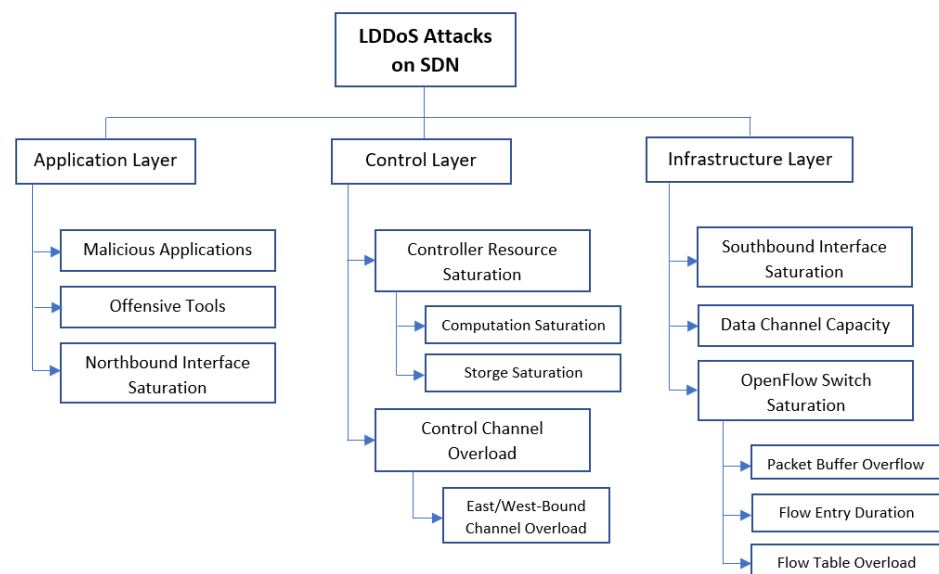 LDDoS Attacks
on SDN
Application Layer
Control Layer
Infrastructure Layer
Malicious Applications
Offensive Tools
Northbound Interface
Saturation
Controller Resource
Saturation
Computation Saturation
Storge Saturation
Control Channel
Overload
East/West-Bound
Channel Overload
Southbound Interface
Saturation
Data Channel Capacity
OpenFlow Switch
Saturation
Packet Buffer Overflow
Flow Entry Duration
Flow Table Overload